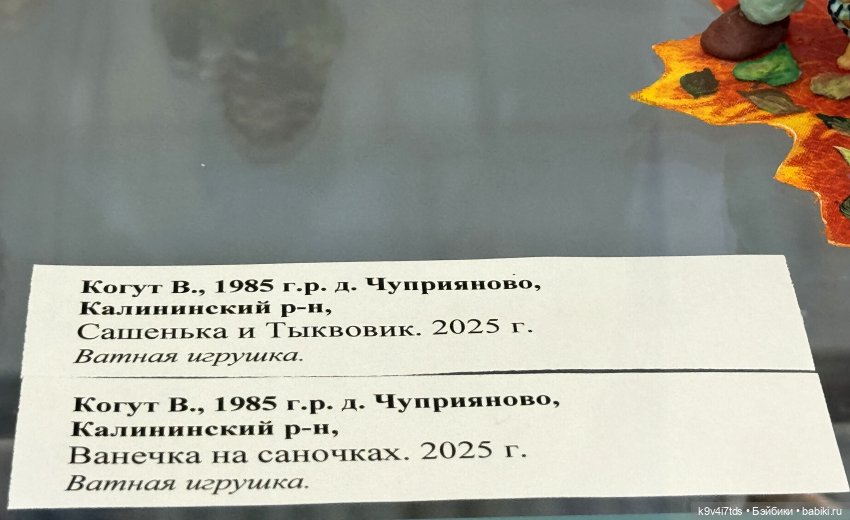 Когут В., 1985 г.р. д. Чуприяново,
Калининский р-н,
Сашенька и Тыквовик. 2025 г.
Ватная игрушка.
Когут В., 1985 г.р. д. Чуприяново,
Калининский р-н,
Ванечка на саночках. 2025 г.
Ватная игрушка.
k9v4i7tds • Бэйбики • babiki.ru